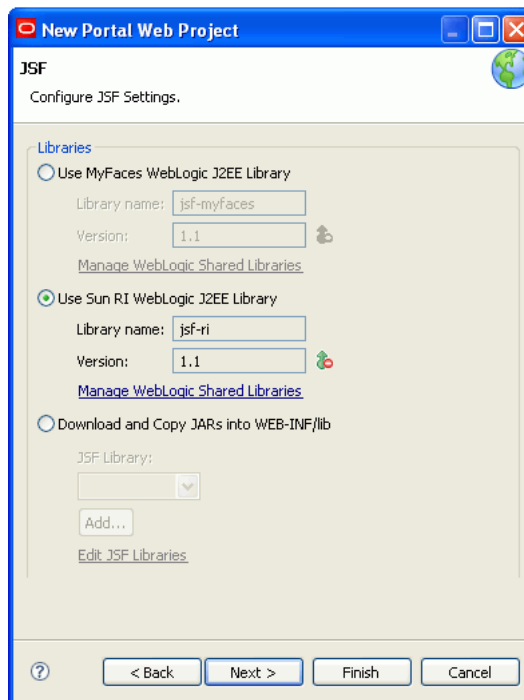 New Portal Web Project
JSF
Configure JSF Settings.
Libraries
Use MyFaces WebLogic J2EE Library
Library name: jsf-myfaces
Version: 1.1
Manage WebLogic Shared Libraries
Use Sun RI WebLogic J2EE Library
Library name: jsf-ri
Version: 1.1
Manage WebLogic Shared Libraries
Download and Copy JARs into WEB-INF/lib
JSF Library:
Add...
Edit JSF Libraries
? < Back Next > Finish Cancel